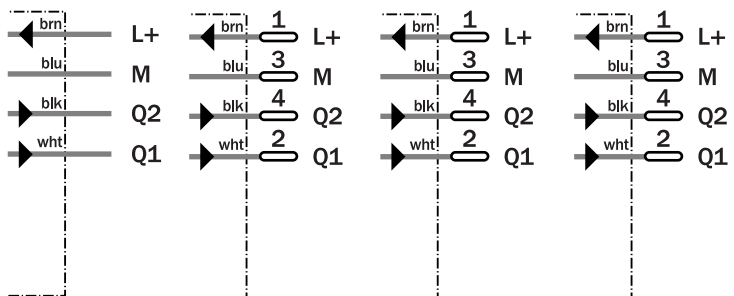 brn L+
blu M
blk Q2
wht Q1
brn 1 L+
blu 3 M
blk 4 Q2
wht 2 Q1
brn 1 L+
blu 3 M
blk 4 Q2
wht 2 Q1
brn 1 L+
blu 3 M
blk 4 Q2
wht 2 Q1